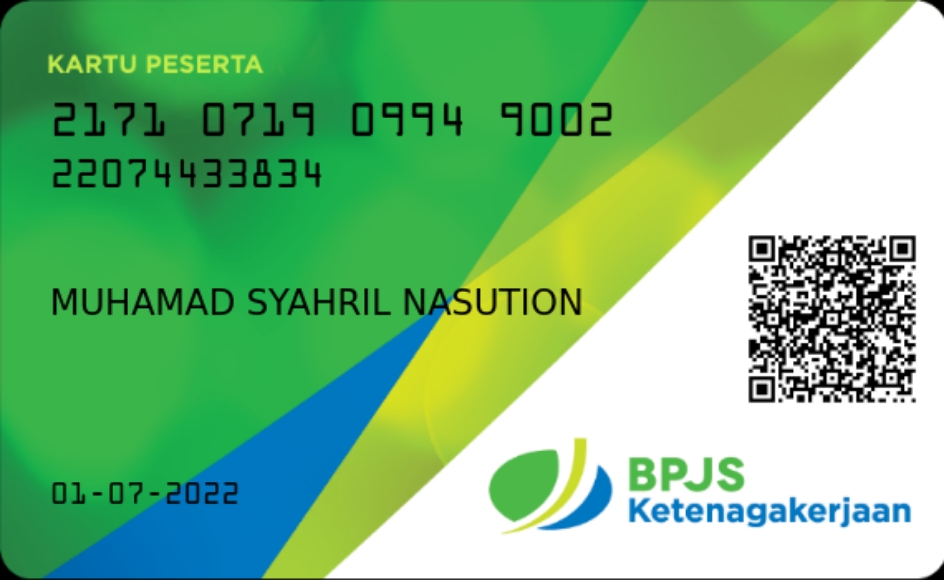 KARTU PESERTA
2171 0719 0994 9002
22074433834
MUHAMAD SYAHRIL NASUTION
01-07-2022
BPJS
Ketenagakerjaan